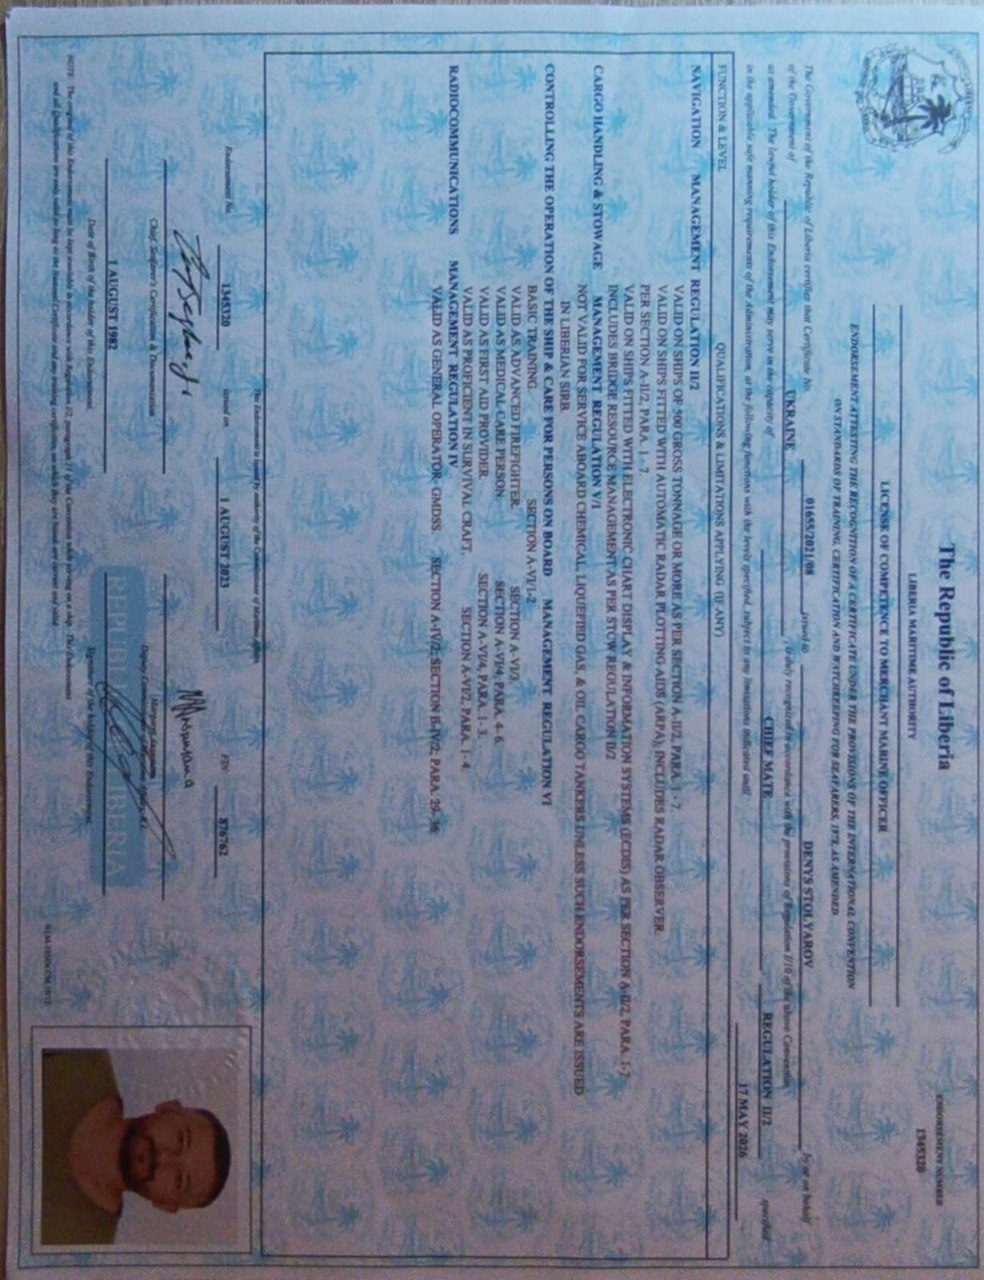 The Republic of Liberia
ENDORSEMENT NUMBER
1345320
LIBERIA MARITIME AUTHORITY
LICENSE OF COMPETENCE TO MERCHANT MARINE OFFICER
ENDORSEMENT ATTESTING THE RECOGNITION OF A CERTIFICATE UNDER THE PROVISIONS OF THE INTERNATIONAL CONVENTION
ON STANDARDS OF TRAINING, CERTIFICATION AND WATCHKEEPING FOR SEAFARERS, 1978, AS AMENDED
The Government of the Republic of Liberia certifies that Certificate No. 01655/2021/08 issued to DENYS STOLYAROV by or on behalf
of the Government of UKRAINE, is duly recognized in accordance with the provisions of Regulation I/10 of the above Convention,
as amended. The lawful holder of this Endorsement may serve in the capacity of CHIEF MATE REGULATION II/2 specified
in the applicable safe manning requirements of the Administration, at the following functions with the levels specified, subject to any limitations indicated until 17 MAY 2026
FUNCTION & LEVEL QUALIFICATIONS & LIMITATIONS APPLYING (IF ANY)
NAVIGATION MANAGEMENT REGULATION II/2
VALID ON SHIPS OF 500 GROSS TONNAGE OR MORE AS PER SECTION A-II/2, PARA. 1 - 7.
VALID ON SHIPS FITTED WITH AUTOMATIC RADAR PLOTTING AIDS (ARPA), INCLUDES RADAR OBSERVER.
PER SECTION A-II/2, PARA. 1 - 7.
VALID ON SHIPS FITTED WITH ELECTRONIC CHART DISPLAY & INFORMATION SYSTEMS (ECDIS) AS PER SECTION A-II/2, PARA. 1-7
INCLUDES BRIDGE RESOURCE MANAGEMENT AS PER STCW REGULATION II/2
CARGO HANDLING & STOWAGE MANAGEMENT REGULATION V/1
NOT VALID FOR SERVICE ABOARD CHEMICAL, LIQUEFIED GAS, & OIL CARGO TANKERS UNLESS SUCH ENDORSEMENTS ARE ISSUED
IN LIBERIAN SIRB.
CONTROLLING THE OPERATION OF THE SHIP & CARE FOR PERSONS ON BOARD MANAGEMENT REGULATION VI
BASIC TRAINING. SECTION A-VI/1-2
VALID AS ADVANCED FIREFIGHTER. SECTION A-VI/3.
VALID AS MEDICAL CARE PERSON. SECTION A-VI/4, PARA. 4- 6.
VALID AS FIRST AID PROVIDER. SECTION A-VI/4, PARA. 1- 3.
VALID AS PROFICIENT IN SURVIVAL CRAFT. SECTION A-VI/2, PARA. 1- 4.
RADIOCOMMUNICATIONS MANAGEMENT REGULATION IV
VALID AS GENERAL OPERATOR- GMDSS. SECTION A-IV/2; SECTION B-IV/2; PARA. 29- 36.
This Endorsement is issued by authority of the Commissioner of Maritime Affairs
Endorsement No. 1345320 issued on 1 AUGUST 2023 FIN: 876762
Chief, Seafarer's Certification & Documentation
Margaret
Deputy Commissioner of Maritime Affairs, R.L.
1 AUGUST 1982
REPUBLIC OF LIBERIA
Date of Birth of the holder of this Endorsement.
Signature of the holder of this Endorsement.
NOTE: The original of this Endorsement must be kept available in accordance with Regulation I/2, paragraph 11 of the Convention while serving on a ship. This Endorsement
and all Qualifications are only valid so long as the National Certificate and any training certificates, on which they are based, are current and valid.